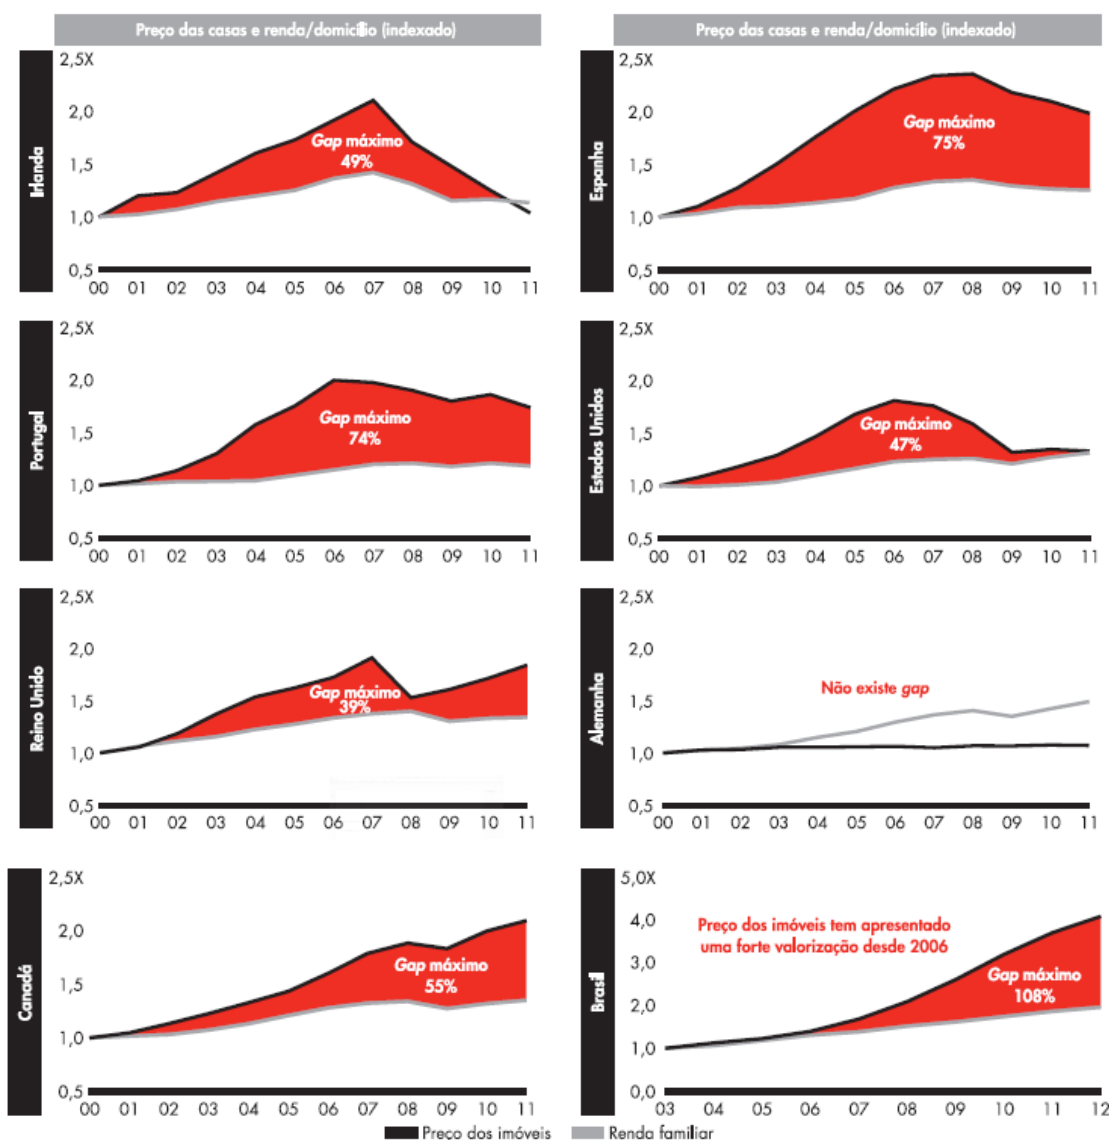 Preço das casas e renda/domicílio (indexado)
Irlanda
2,5X
2,0
1,5
1,0
0,5
Gap máximo
49%
00 01 02 03 04 05 06 07 08 09 10 11
Preço das casas e renda/domicílio (indexado)
Espanha
2,5X
2,0
1,5
1,0
0,5
Gap máximo
75%
00 01 02 03 04 05 06 07 08 09 10 11
Portugal
2,5X
2,0
1,5
1,0
0,5
Gap máximo
74%
00 01 02 03 04 05 06 07 08 09 10 11
Estados Unidos
2,5X
2,0
1,5
1,0
0,5
Gap máximo
47%
00 01 02 03 04 05 06 07 08 09 10 11
Reino Unido
2,5X
2,0
1,5
1,0
0,5
Gap máximo
39%
00 01 02 03 04 05 06 07 08 09 10 11
Alemanha
2,5X
2,0
1,5
1,0
0,5
Não existe gap
00 01 02 03 04 05 06 07 08 09 10 11
Canadá
2,5X
2,0
1,5
1,0
0,5
Gap máximo
55%
00 01 02 03 04 05 06 07 08 09 10 11
Brasil
5,0X
4,0
3,0
2,0
1,0
0,0
Preço dos imóveis tem apresentado
uma forte valorização desde 2006
Gap máximo
108%
03 04 05 06 07 08 09 10 11 12
Preço dos imóveis Renda familiar